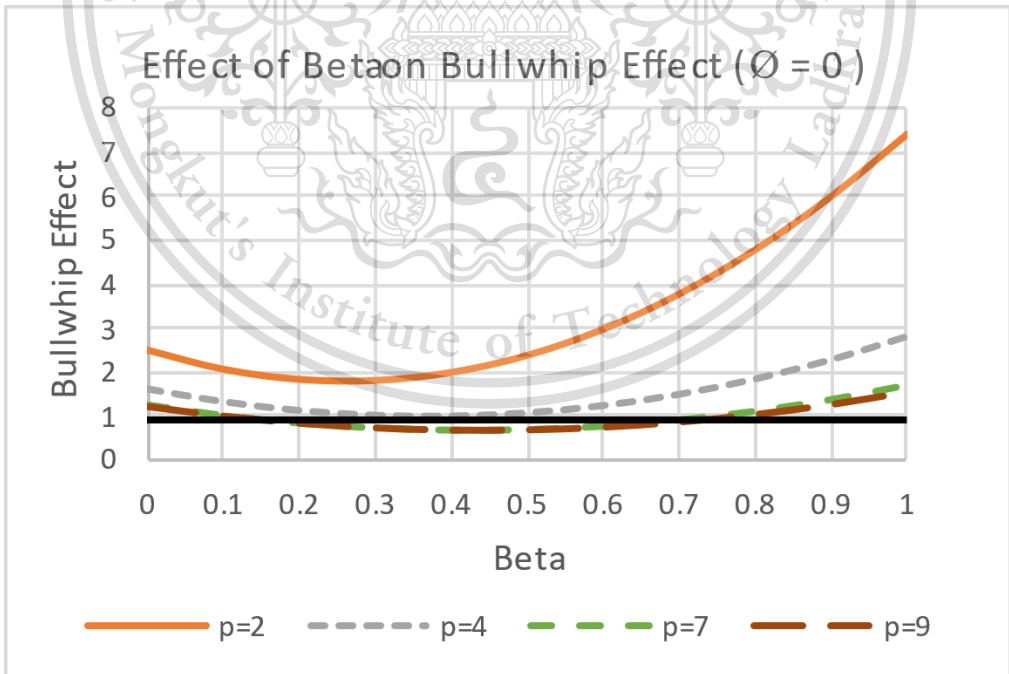 Effect of Betaon Bullwhip Effect (Ø = 0 )
Bullwhip Effect
8
7
6
5
4
3
2
1
0
0 0.1 0.2 0.3 0.4 0.5 0.6 0.7 0.8 0.9 1
Beta
p=2 p=4 p=7 p=9
Mongkut's Institute of Technology Ladkra